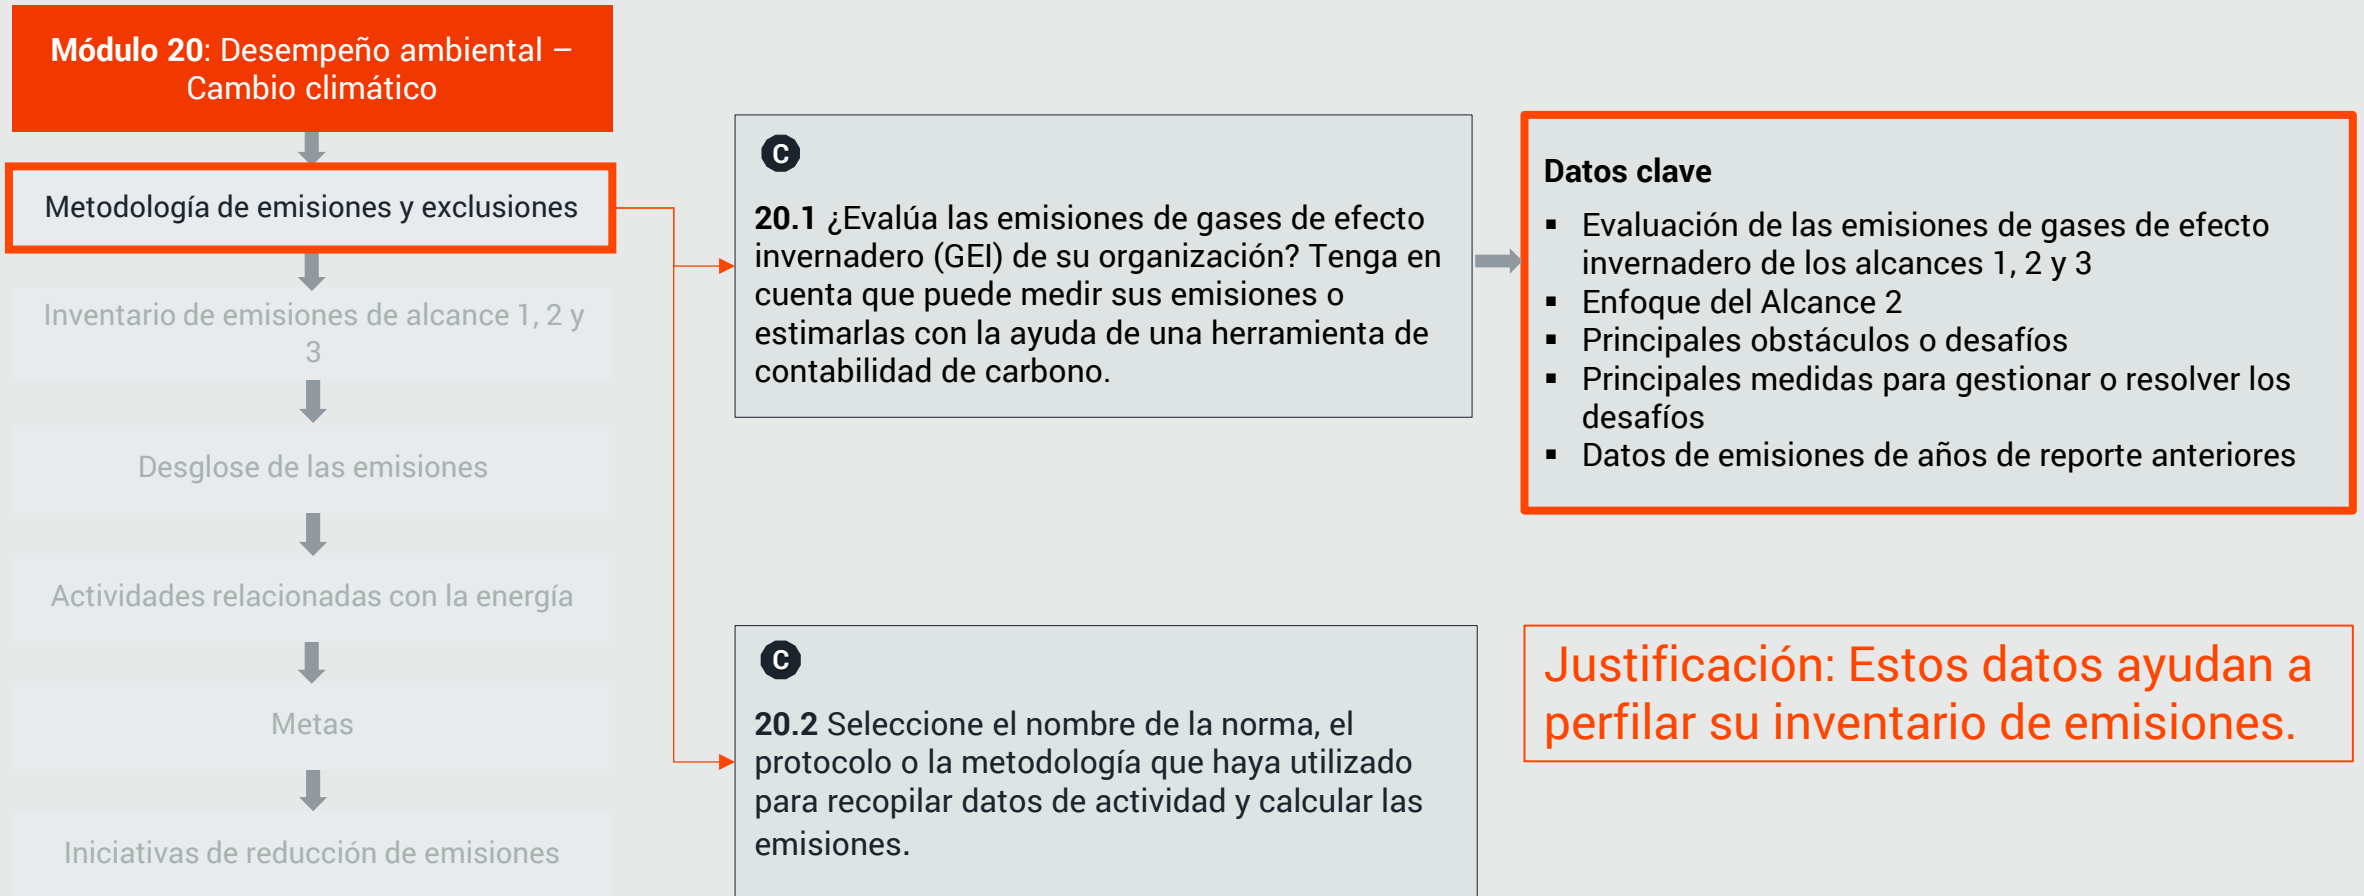 Módulo 20: Desempeño ambiental –
Cambio climático
Metodología de emisiones y exclusiones
Inventario de emisiones de alcance 1, 2 y
3
Desglose de las emisiones
Actividades relacionadas con la energía
Metas
Iniciativas de reducción de emisiones
C
20.1 ¿Evalúa las emisiones de gases de efecto
invernadero (GEI) de su organización? Tenga en
cuenta que puede medir sus emisiones o
estimarlas con la ayuda de una herramienta de
contabilidad de carbono.
C
20.2 Seleccione el nombre de la norma, el
protocolo o la metodología que haya utilizado
para recopilar datos de actividad y calcular las
emisiones.
Datos clave
▪ Evaluación de las emisiones de gases de efecto
invernadero de los alcances 1, 2 y 3
▪ Enfoque del Alcance 2
▪ Principales obstáculos o desafíos
▪ Principales medidas para gestionar o resolver los
desafíos
▪ Datos de emisiones de años de reporte anteriores
Justificación: Estos datos ayudan a
perfilar su inventario de emisiones.